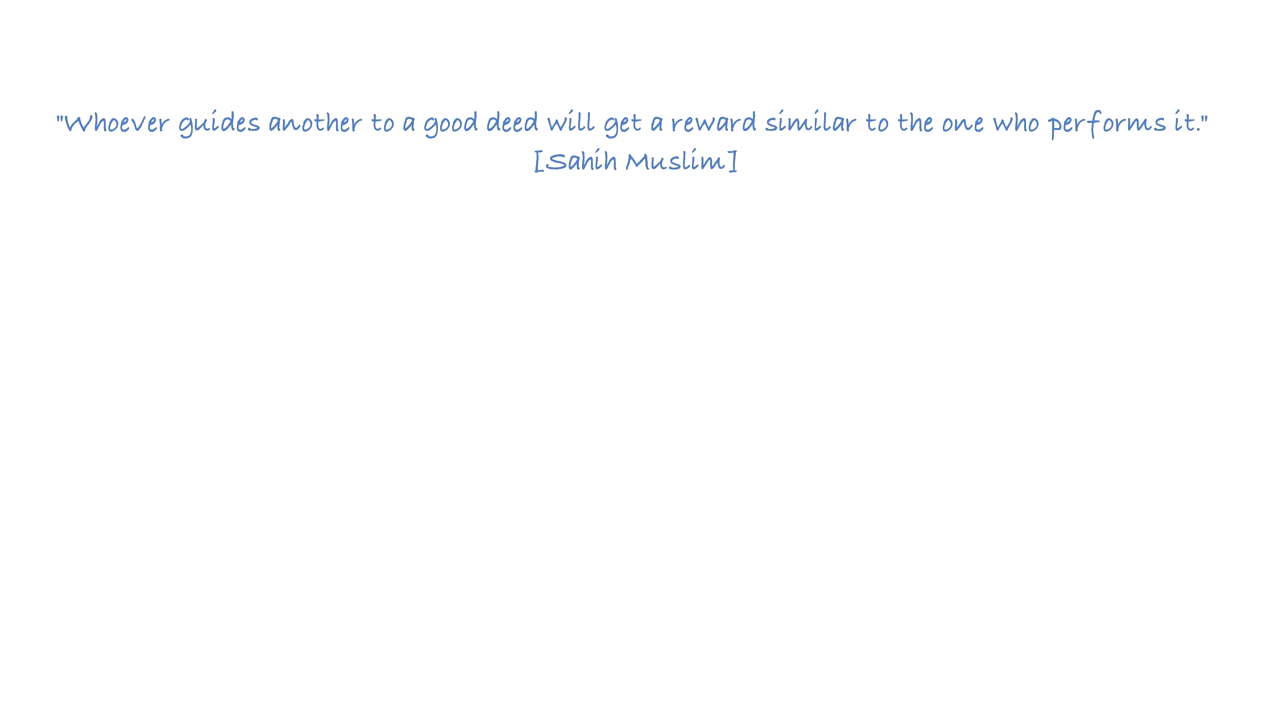 "Whoever guides another to a good deed will get a reward similar to the one who performs it."
[Sahih Muslim]